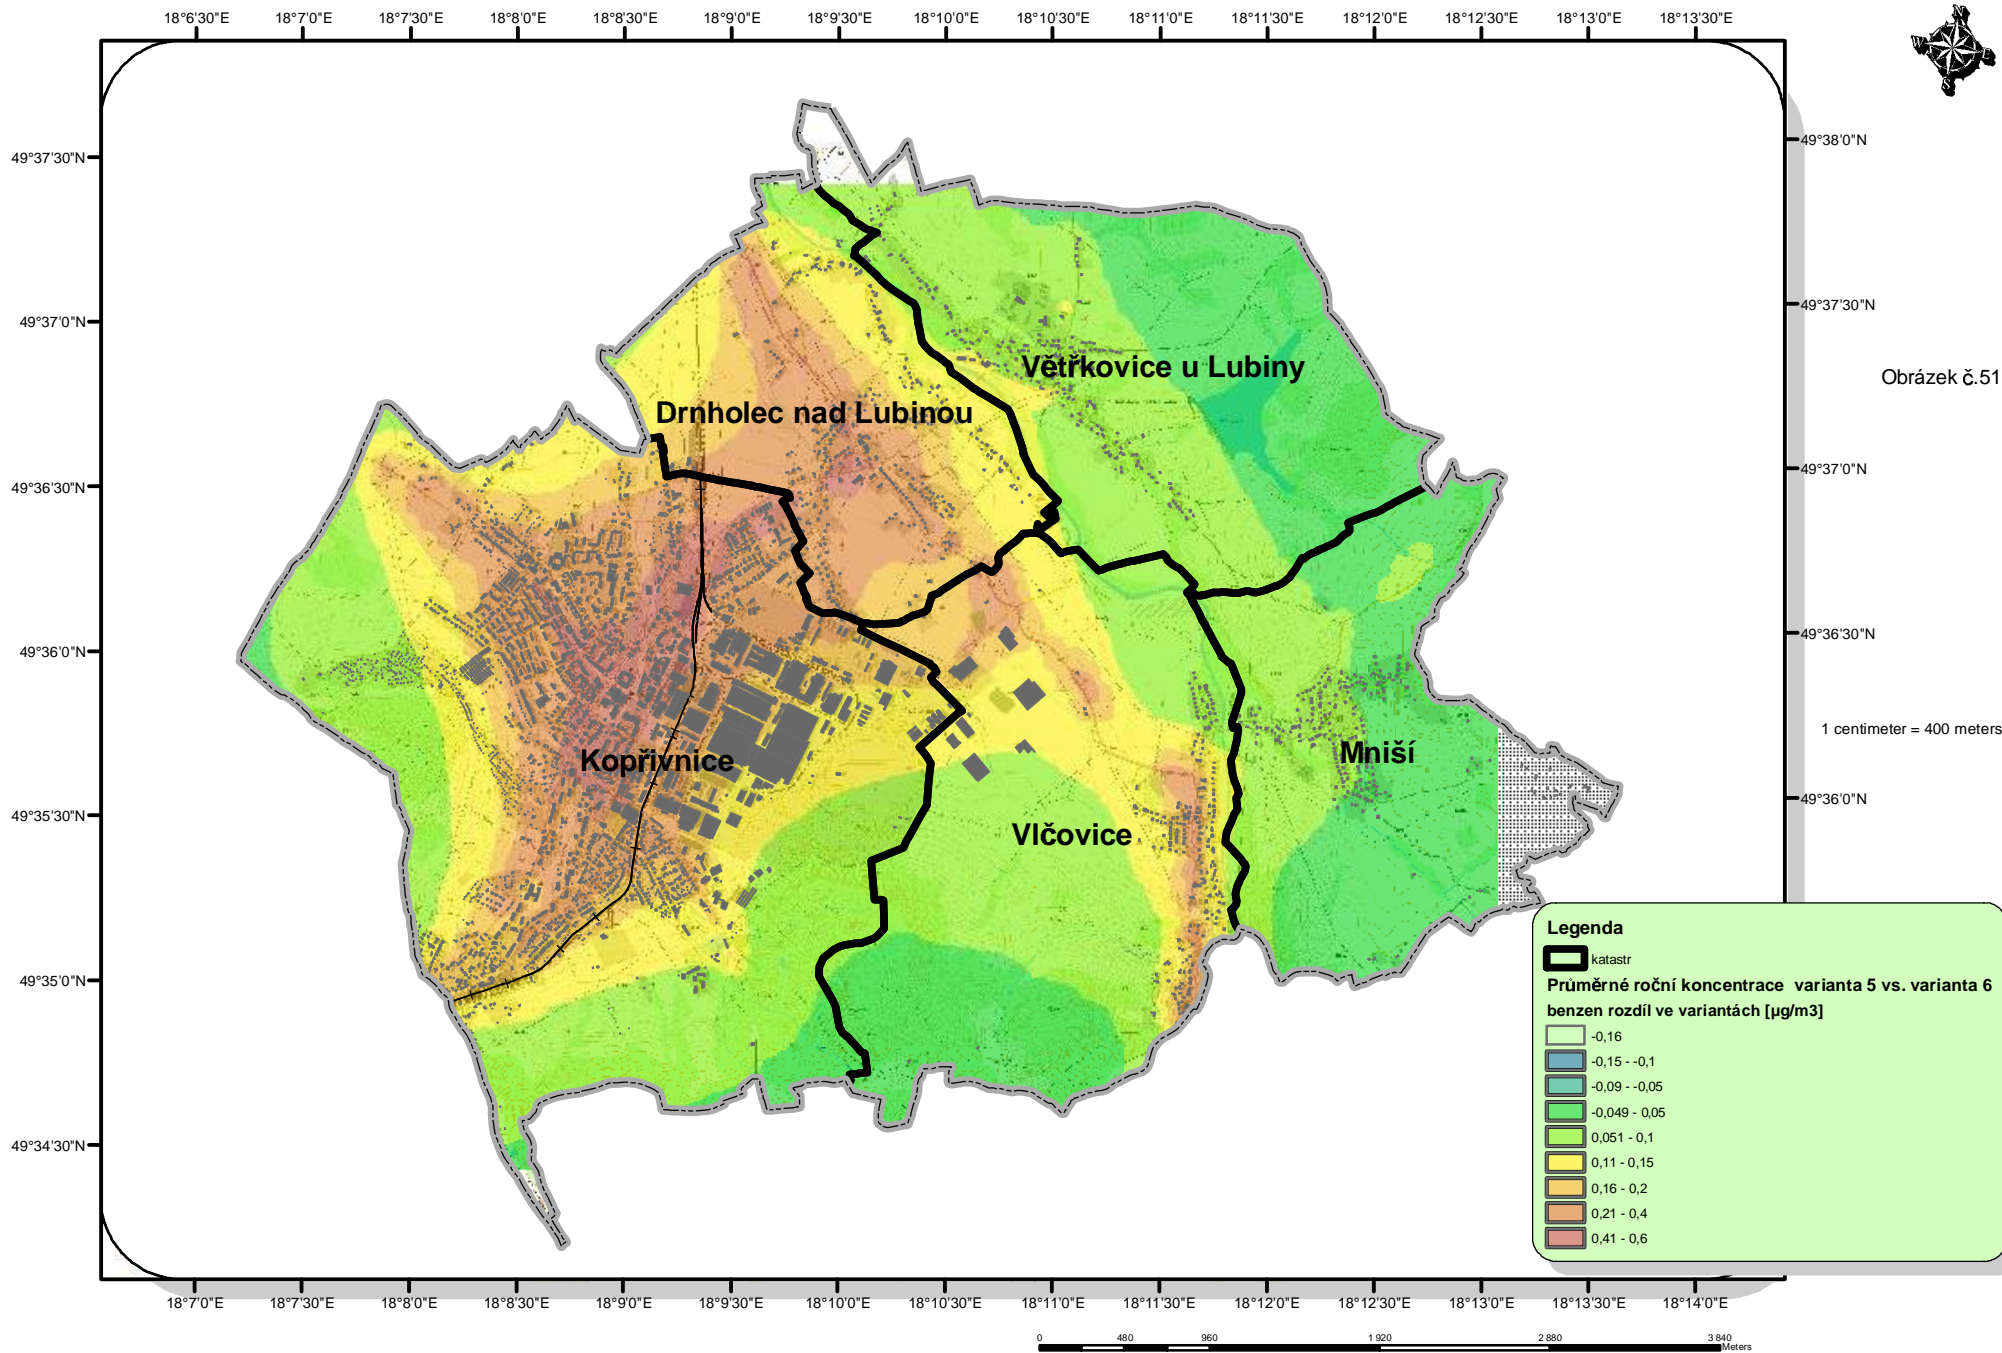 18°6'30"E 18°7'0"E 18°7'30"E 18°8'0"E 18°8'30"E 18°9'0"E 18°9'30"E 18°10'0"E 18°10'30"E 18°11'0"E 18°11'30"E 18°12'0"E 18°12'30"E 18°13'0"E 18°13'30"E
49°37'30"N
49°38'0"N
49°37'0"N
49°37'30"N
Větřkovice u Lubiny
Obrázek č.51
Drnholec nad Lubinou
49°36'30"N
49°37'0"N
49°36'0"N
49°36'30"N
1 centimeter = 400 meters
Kopřivnice
Mniší
49°35'30"N
49°36'0"N
Vlčovice
49°35'0"N
49°34'30"N
Legenda
katastr
Průměrné roční koncentrace varianta 5 vs. varianta 6
benzen rozdíl ve variantách [µg/m3]
-0,16
-0,15 - -0,1
-0,09 - -0,05
-0,049 - 0,05
0,051 - 0,1
0,11 - 0,15
0,16 - 0,2
0,21 - 0,4
0,41 - 0,6
18°7'0"E 18°7'30"E 18°8'0"E 18°8'30"E 18°9'0"E 18°9'30"E 18°10'0"E 18°10'30"E 18°11'0"E 18°11'30"E 18°12'0"E 18°12'30"E 18°13'0"E 18°13'30"E 18°14'0"E
0 480 960 1 920 2 880 3 840
Meters